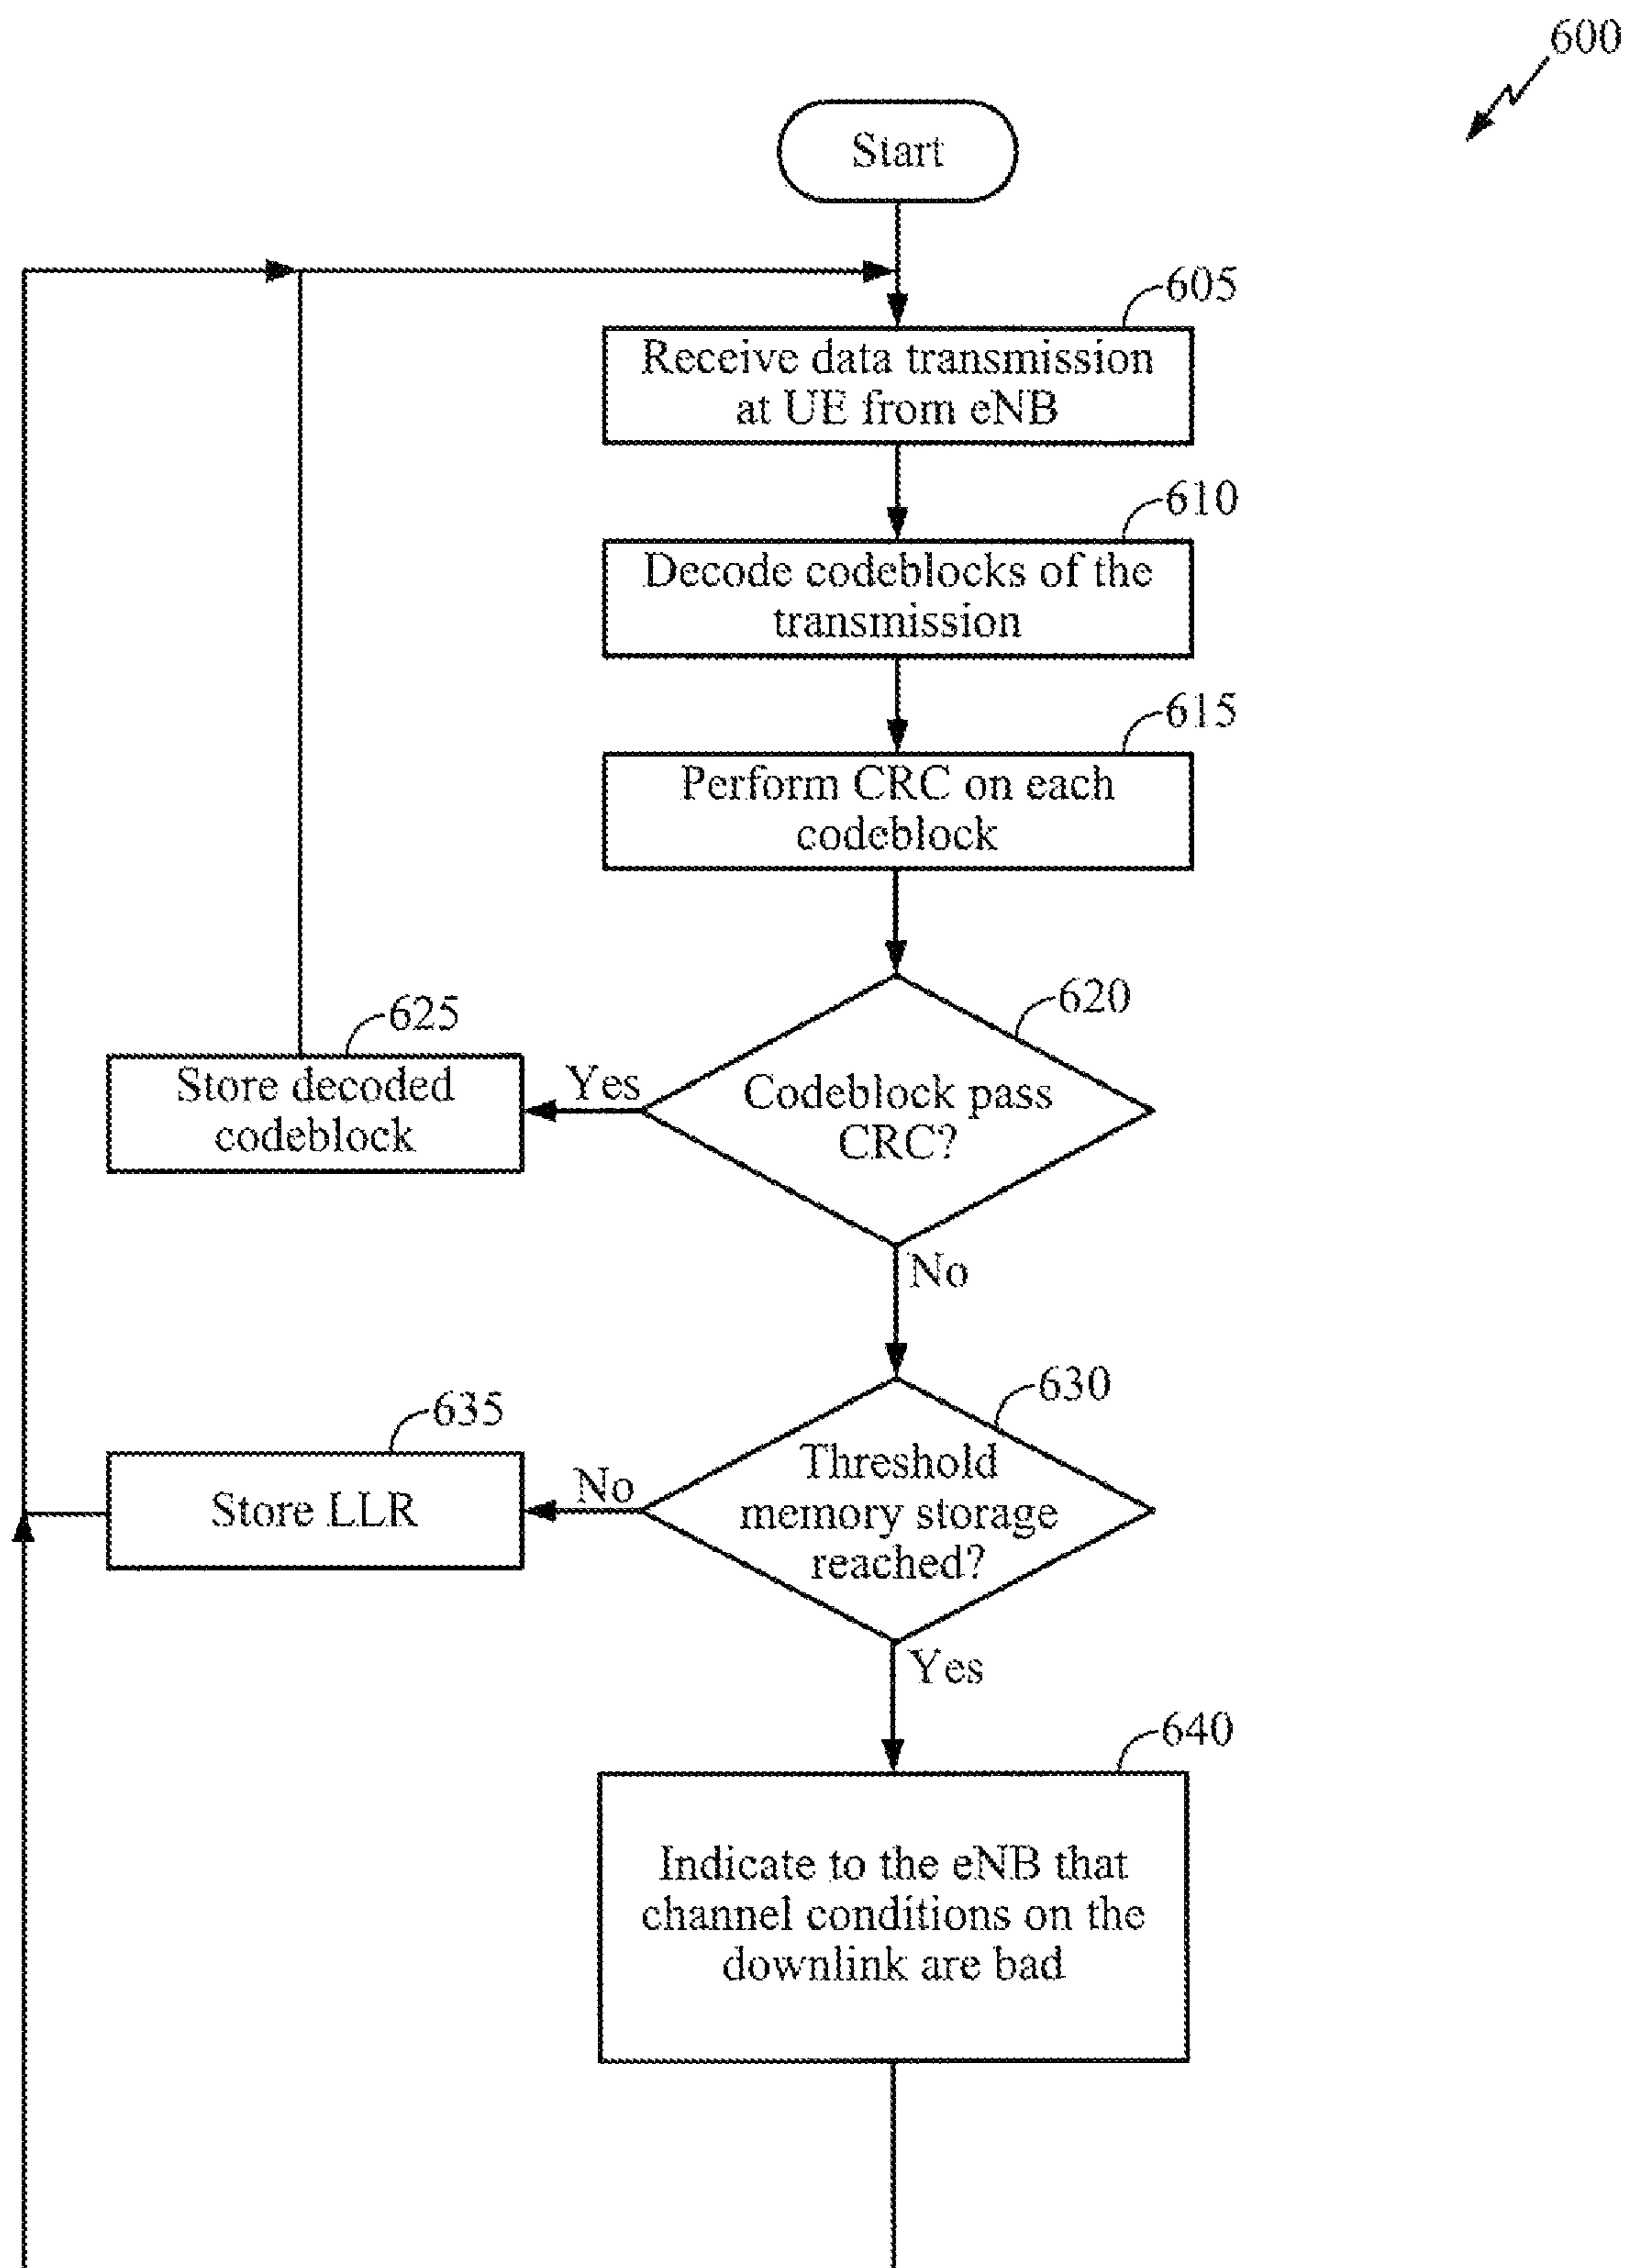 600
Start
605
Receive data transmission
at UE from eNB
610
Decode codeblocks of the
transmission
615
Perform CRC on each
codeblock
620
Codeblock pass
CRC?
Yes
625
Store decoded
codeblock
No
630
Threshold
memory storage
reached?
No
635
Store LLR
Yes
640
Indicate to the eNB that
channel conditions on the
downlink are bad